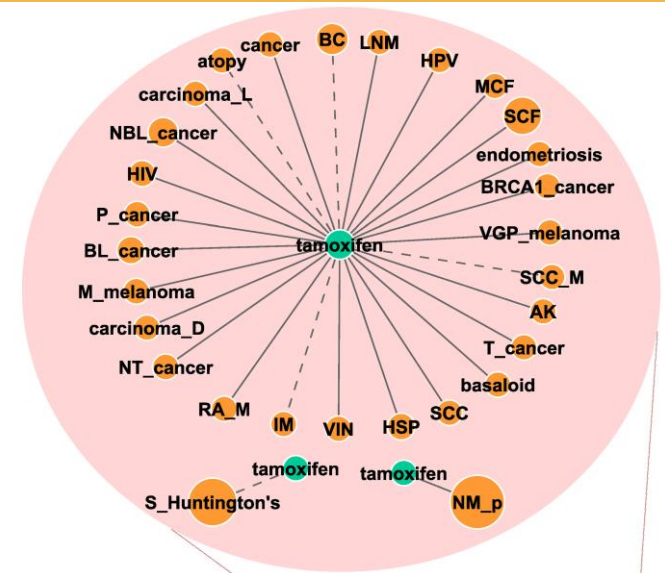 BC
LNM
cancer
HPV
atopy
MCF
carcinoma_L
SCF
NBL_cancer
endometriosis
HIV
BRCA1_cancer
P_cancer
VGP_melanoma
tamoxifen
BL_cancer
SCC_M
M_melanoma
AK
carcinoma_D
T_cancer
NT_cancer
basaloid
RA_M
SCC
IM
VIN
HSP
tamoxifen
tamoxifen
S_Huntington's
NM_p